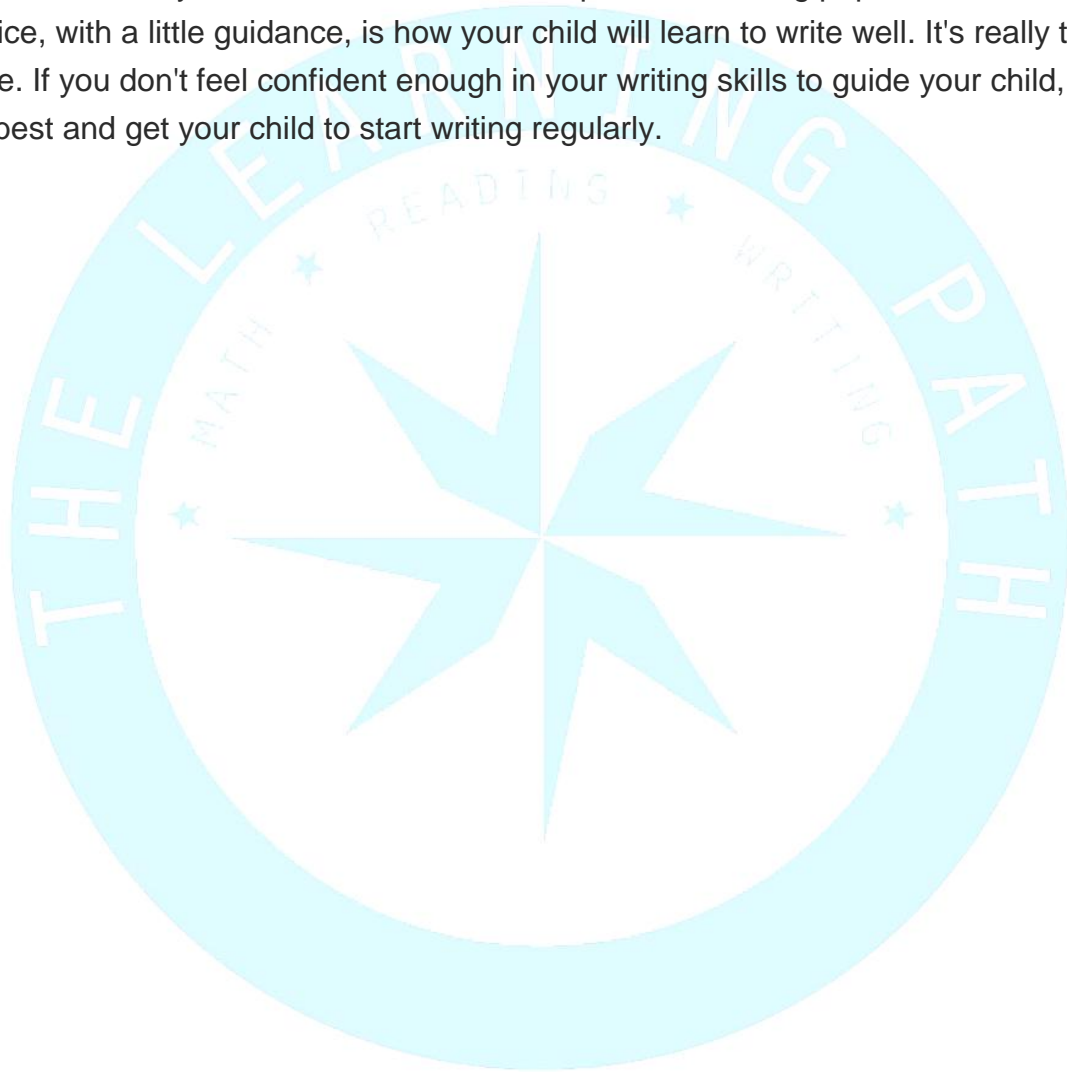 ice, with a little guidance, is how your child will learn to write well. It's really t
e. If you don't feel confident enough in your writing skills to guide your child,
best and get your child to start writing regularly.
THE LEARNING PATH
MATH ★ READING ★ WRITING